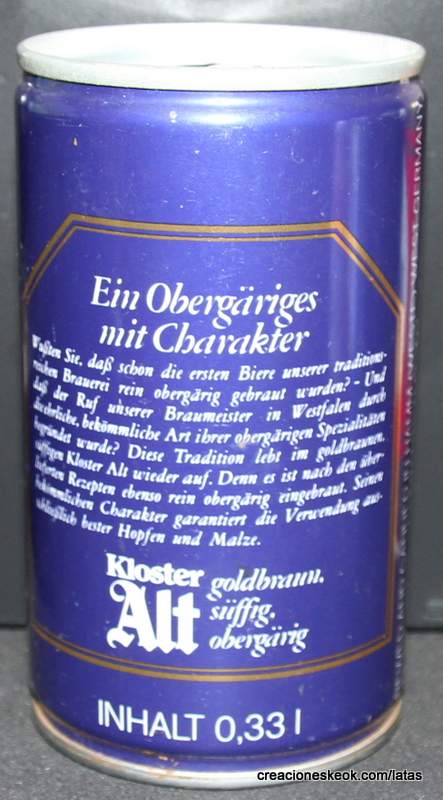 Ein Obergäriges
mit Charakter
Wußten Sie, daß schon die ersten Biere unserer traditions-
reichen Brauerei rein obergärig gebraut wurden? - Und
daß der Ruf unserer Braumeister in Westfalen durch
die ehrliche, bekömmliche Art ihrer obergärigen Spezialitäten
begründet wurde? Diese Tradition lebt im goldbraunen,
süffigen Kloster Alt wieder auf. Denn es ist nach den über-
lieferten Rezepten ebenso rein obergärig eingebraut. Seinen
bekömmlichen Charakter garantiert die Verwendung aus-
schließlich bester Hopfen und Malze.
Kloster
Alt
goldbraun,
süffig,
obergärig
INHALT 0,33 l
WEST-GERMANY
creacioneskeok.com/latas